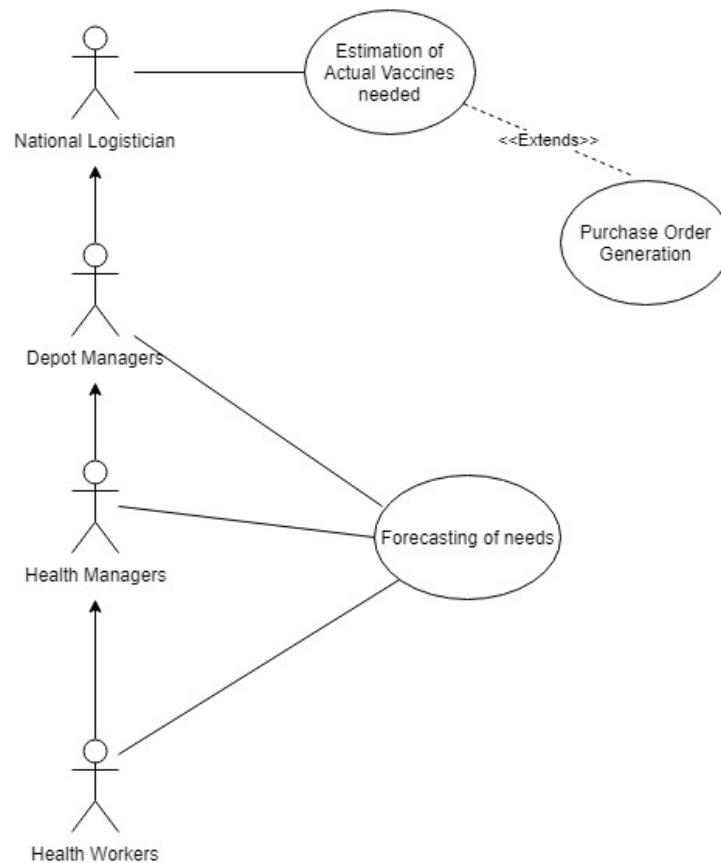 Estimation of
Actual Vaccines
needed
National Logistician
<<Extends>>
Purchase Order
Generation
Depot Managers
Forecasting of needs
Health Managers
Health Workers